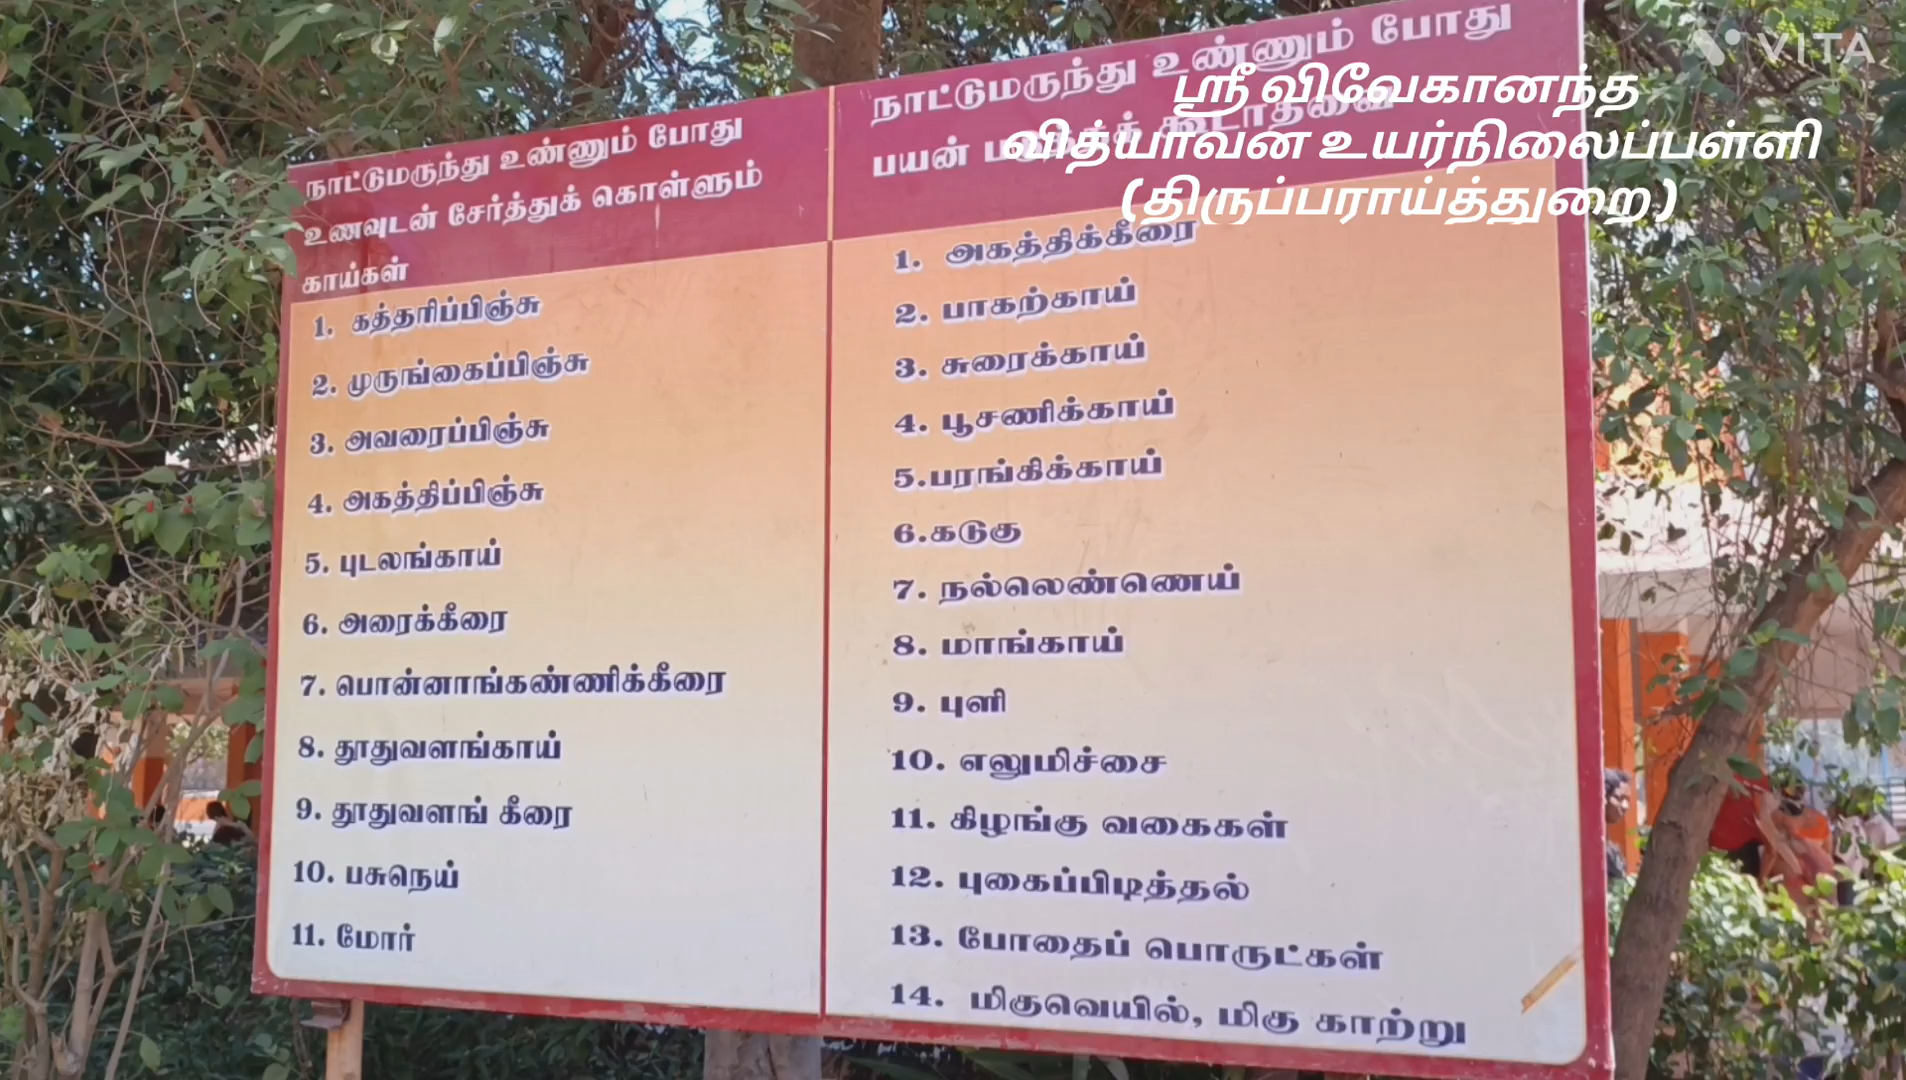 VITA
ஸ்ரீ விவேகானந்த
வித்யாவன உயர்நிலைப்பள்ளி
(திருப்பராய்த்துறை)
நாட்டுமருந்து உண்ணும் போது
உணவுடன் சேர்த்துக் கொள்ளும்
காய்கள்
1. கத்தரிப்பிஞ்சு
2. முருங்கைப்பிஞ்சு
3. அவரைப்பிஞ்சு
4. அகத்திப்பிஞ்சு
5. புடலங்காய்
6. அரைக்கீரை
7. பொன்னாங்கண்ணிக்கீரை
8. தூதுவளங்காய்
9. தூதுவளங் கீரை
10. பசுநெய்
11. மோர்
நாட்டுமருந்து உண்ணும் போது
பயன்
1. அகத்திக்கீரை
2. பாகற்காய்
3. சுரைக்காய்
4. பூசணிக்காய்
5.பரங்கிக்காய்
6.கடுகு
7. நல்லெண்ணெய்
8. மாங்காய்
9. புளி
10. எலுமிச்சை
11. கிழங்கு வகைகள்
12. புகைப்பிடித்தல்
13. போதைப் பொருட்கள்
14. மிகுவெயில், மிகு காற்று